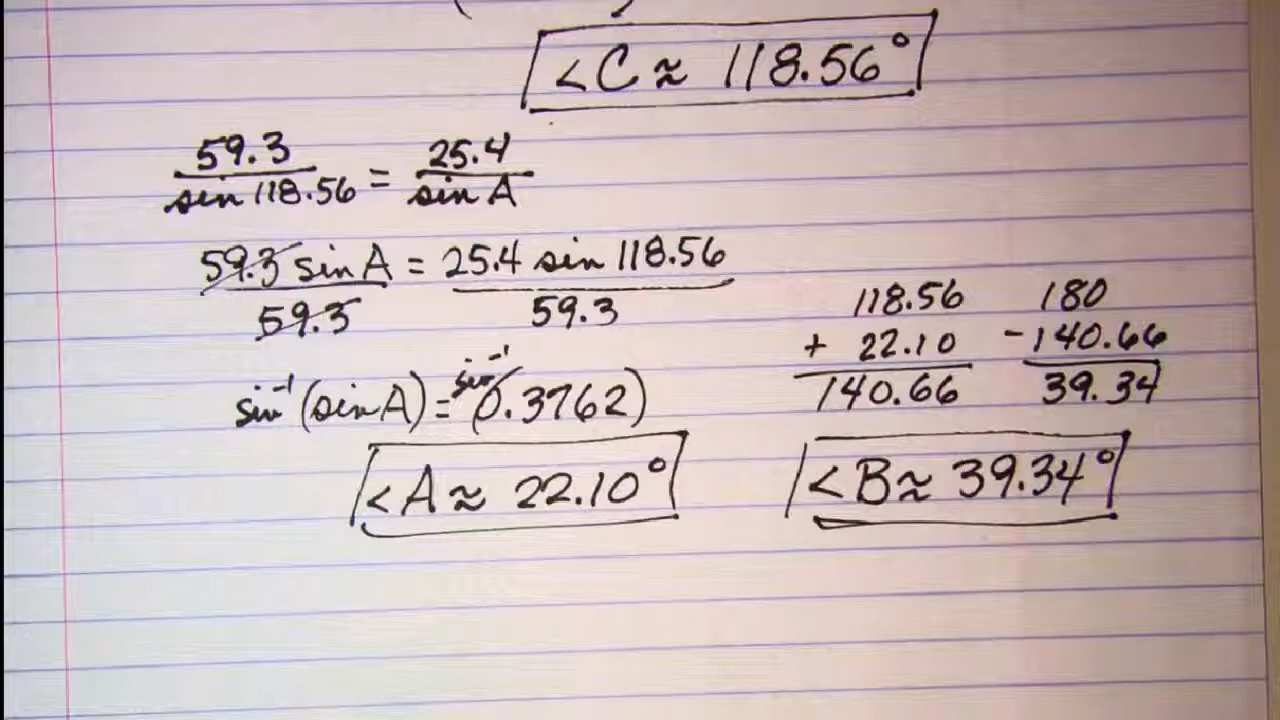 <C ≈ 118.56°
59.3 / sin 118.56 = 25.4 / sin A
59.3 sin A / 59.3 = 25.4 sin 118.56 / 59.3
sin⁻¹(sin A) = sin⁻¹(0.3762)
<A ≈ 22.10°
118.56
+ 22.10
140.66
180
-140.66
39.34
<B ≈ 39.34°